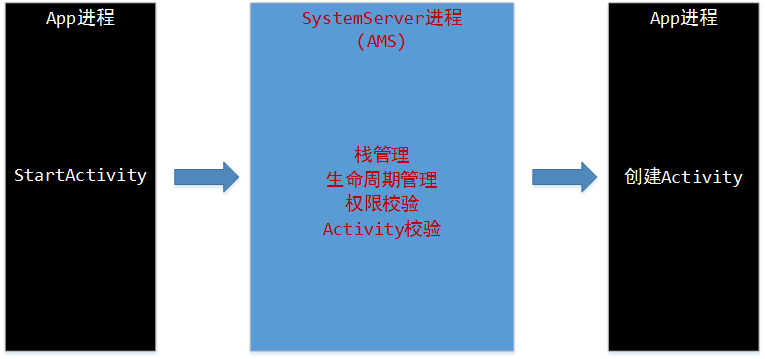 App进程
StartActivity
SystemServer进程
(AMS)
栈管理
生命周期管理
权限校验
Activity校验
App进程
创建Activity